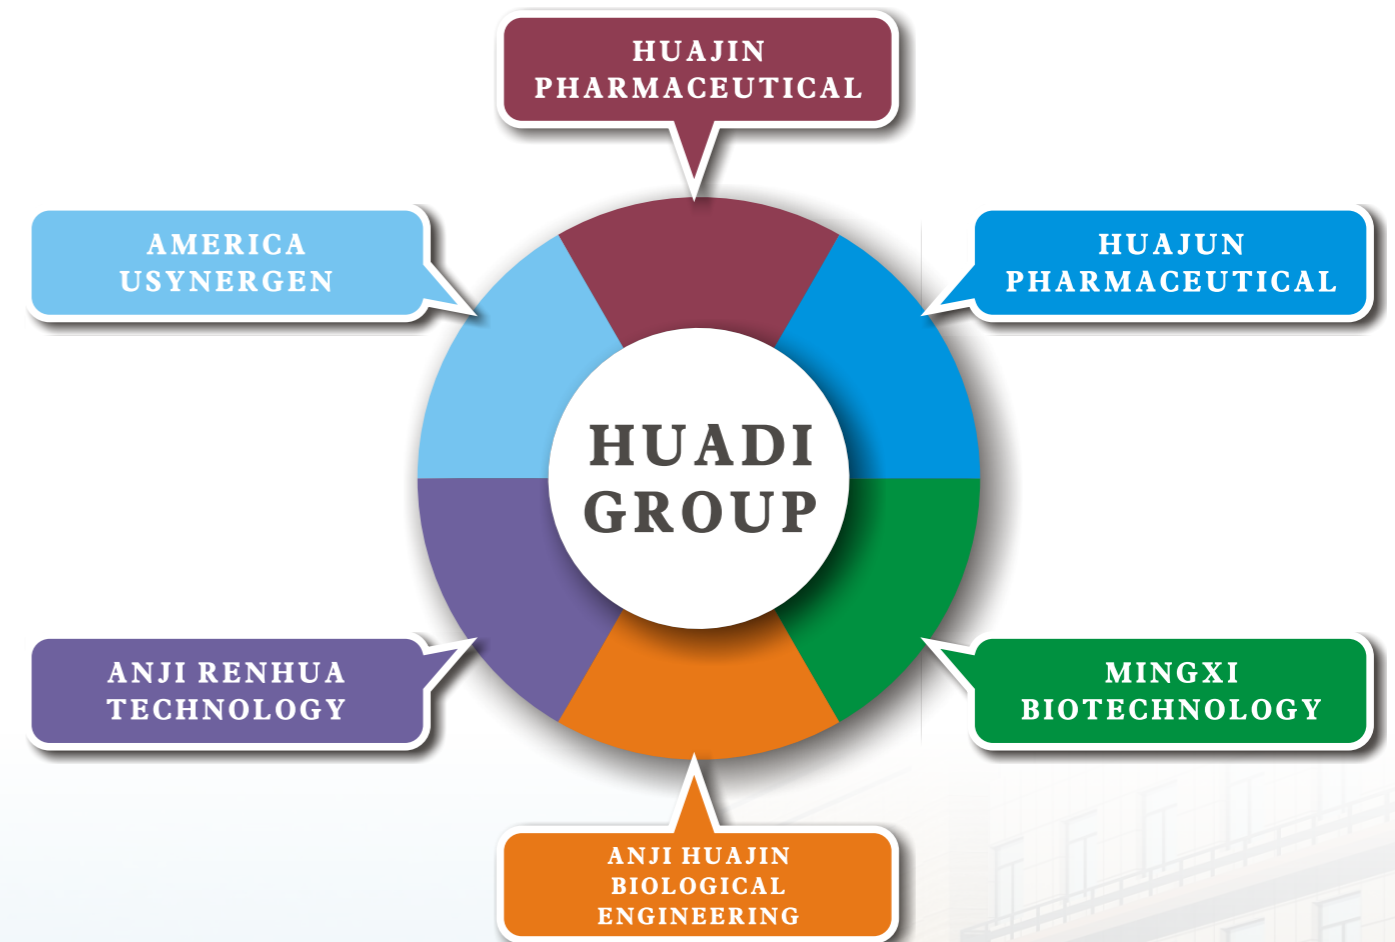 HUAJIN
PHARMACEUTICAL
AMERICA
USYNERGEN
HUAJUN
PHARMACEUTICAL
HUADI
GROUP
ANJI RENHUA
TECHNOLOGY
MINGXI
BIOTECHNOLOGY
ANJI HUAJIN
BIOLOGICAL
ENGINEERING